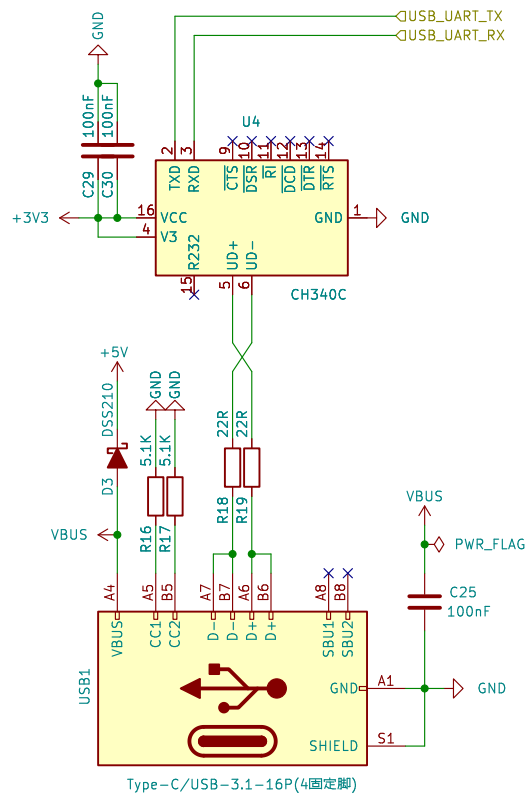 USB_UART_TX
USB_UART_RX
GND
100nF
100nF
C29
C30
U4
2
3
9
10
11
12
13
14
TXD
RXD
CTS
DSR
RI
DCD
DTR
RTS
+3V3
16
VCC
4
V3
GND
1
GND
R232
UD+
UD-
15
5
6
CH340C
+5V
DSS210
D3
GND
GND
5.1K
5.1K
R16
R17
22R
22R
R18
R19
VBUS
VBUS
PWR_FLAG
C25
100nF
A4
A5
B5
A7
B7
A6
B6
A8
B8
VBUS
CC1
CC2
D-
D-
D+
D+
SBU1
SBU2
USB1
GND
A1
GND
SHIELD
S1
Type-C/USB-3.1-16P(4固定脚)